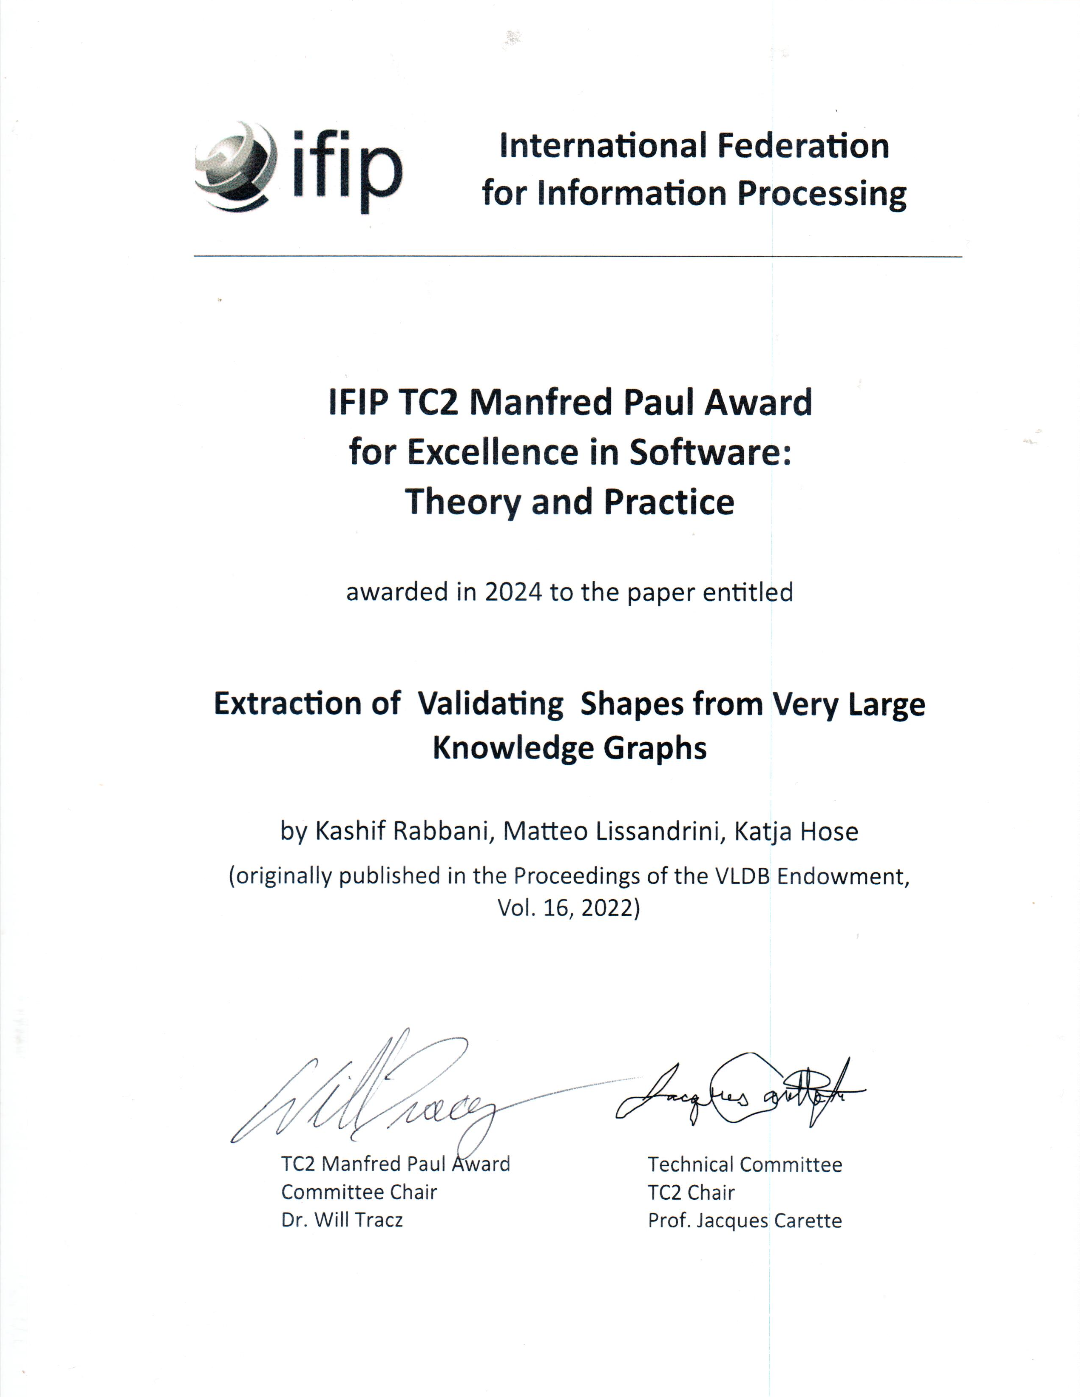 ifip
International Federation
for Information Processing
IFIP TC2 Manfred Paul Award
for Excellence in Software:
Theory and Practice
awarded in 2024 to the paper entitled
Extraction of Validating Shapes from Very Large
Knowledge Graphs
by Kashif Rabbani, Matteo Lissandrini, Katja Hose
(originally published in the Proceedings of the VLDB Endowment,
Vol. 16, 2022)
Will Tracz
Jacques Carette
TC2 Manfred Paul Award
Committee Chair
Dr. Will Tracz
Technical Committee
TC2 Chair
Prof. Jacques Carette